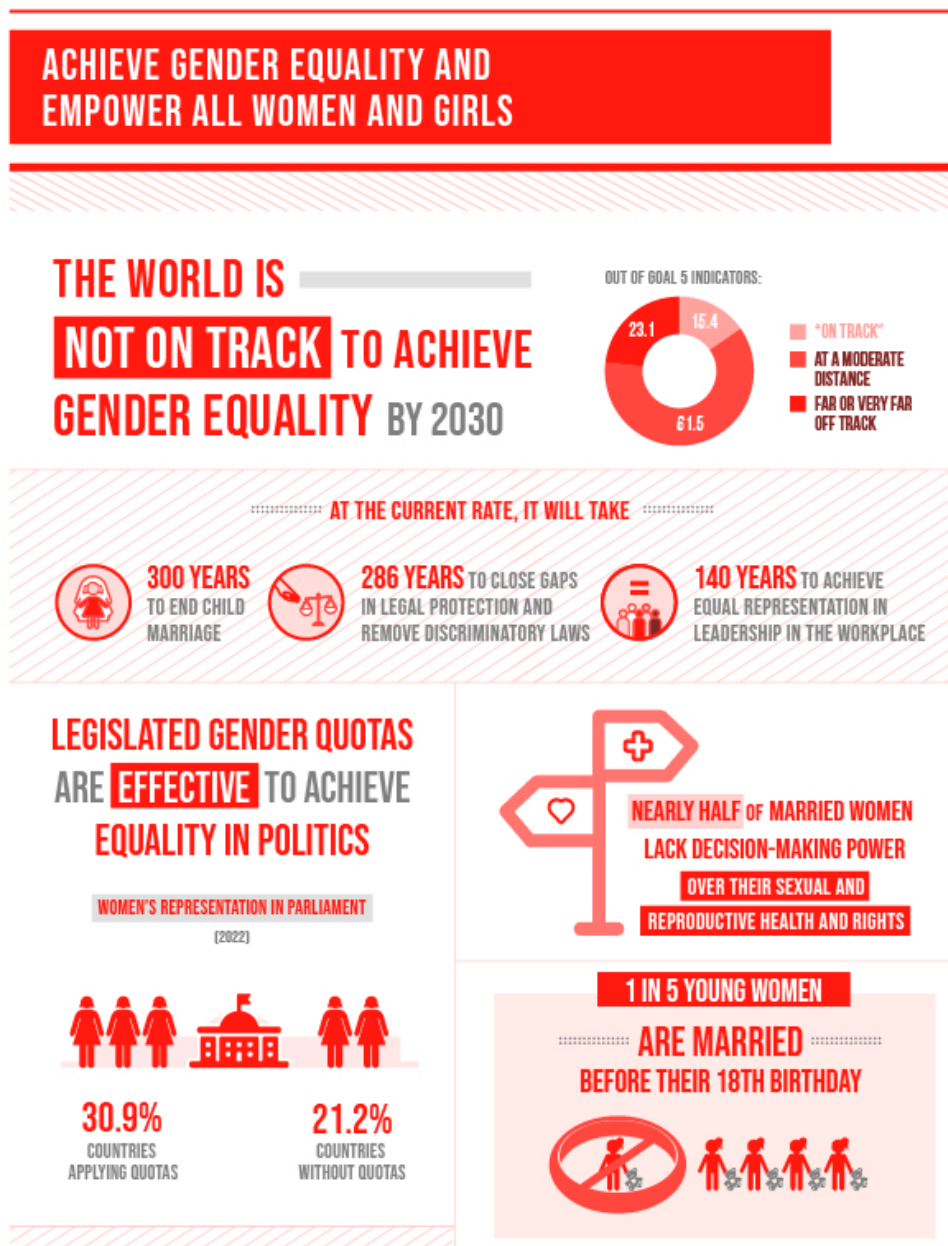 ACHIEVE GENDER EQUALITY AND
EMPOWER ALL WOMEN AND GIRLS
THE WORLD IS
NOT ON TRACK TO ACHIEVE
GENDER EQUALITY BY 2030
OUT OF GOAL 5 INDICATORS:
23.1
15.4
61.5
"ON TRACK"
AT A MODERATE
DISTANCE
FAR OR VERY FAR
OFF TRACK
AT THE CURRENT RATE, IT WILL TAKE
300 YEARS
TO END CHILD
MARRIAGE
286 YEARS TO CLOSE GAPS
IN LEGAL PROTECTION AND
REMOVE DISCRIMINATORY LAWS
140 YEARS TO ACHIEVE
EQUAL REPRESENTATION IN
LEADERSHIP IN THE WORKPLACE
LEGISLATED GENDER QUOTAS
ARE EFFECTIVE TO ACHIEVE
EQUALITY IN POLITICS
WOMEN'S REPRESENTATION IN PARLIAMENT
(2022)
30.9%
COUNTRIES
APPLYING QUOTAS
21.2%
COUNTRIES
WITHOUT QUOTAS
NEARLY HALF OF MARRIED WOMEN
LACK DECISION-MAKING POWER
OVER THEIR SEXUAL AND
REPRODUCTIVE HEALTH AND RIGHTS
1 IN 5 YOUNG WOMEN
ARE MARRIED
BEFORE THEIR 18TH BIRTHDAY